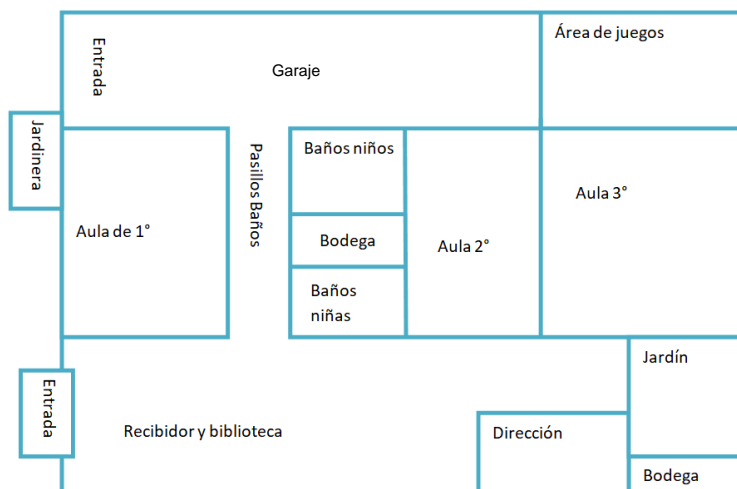 Entrada
Garaje
Área de juegos
Jardinera
Aula de 1°
Pasillos Baños
Baños niños
Bodega
Baños
niñas
Aula 2°
Aula 3°
Entrada
Recibidor y biblioteca
Dirección
Jardín
Bodega